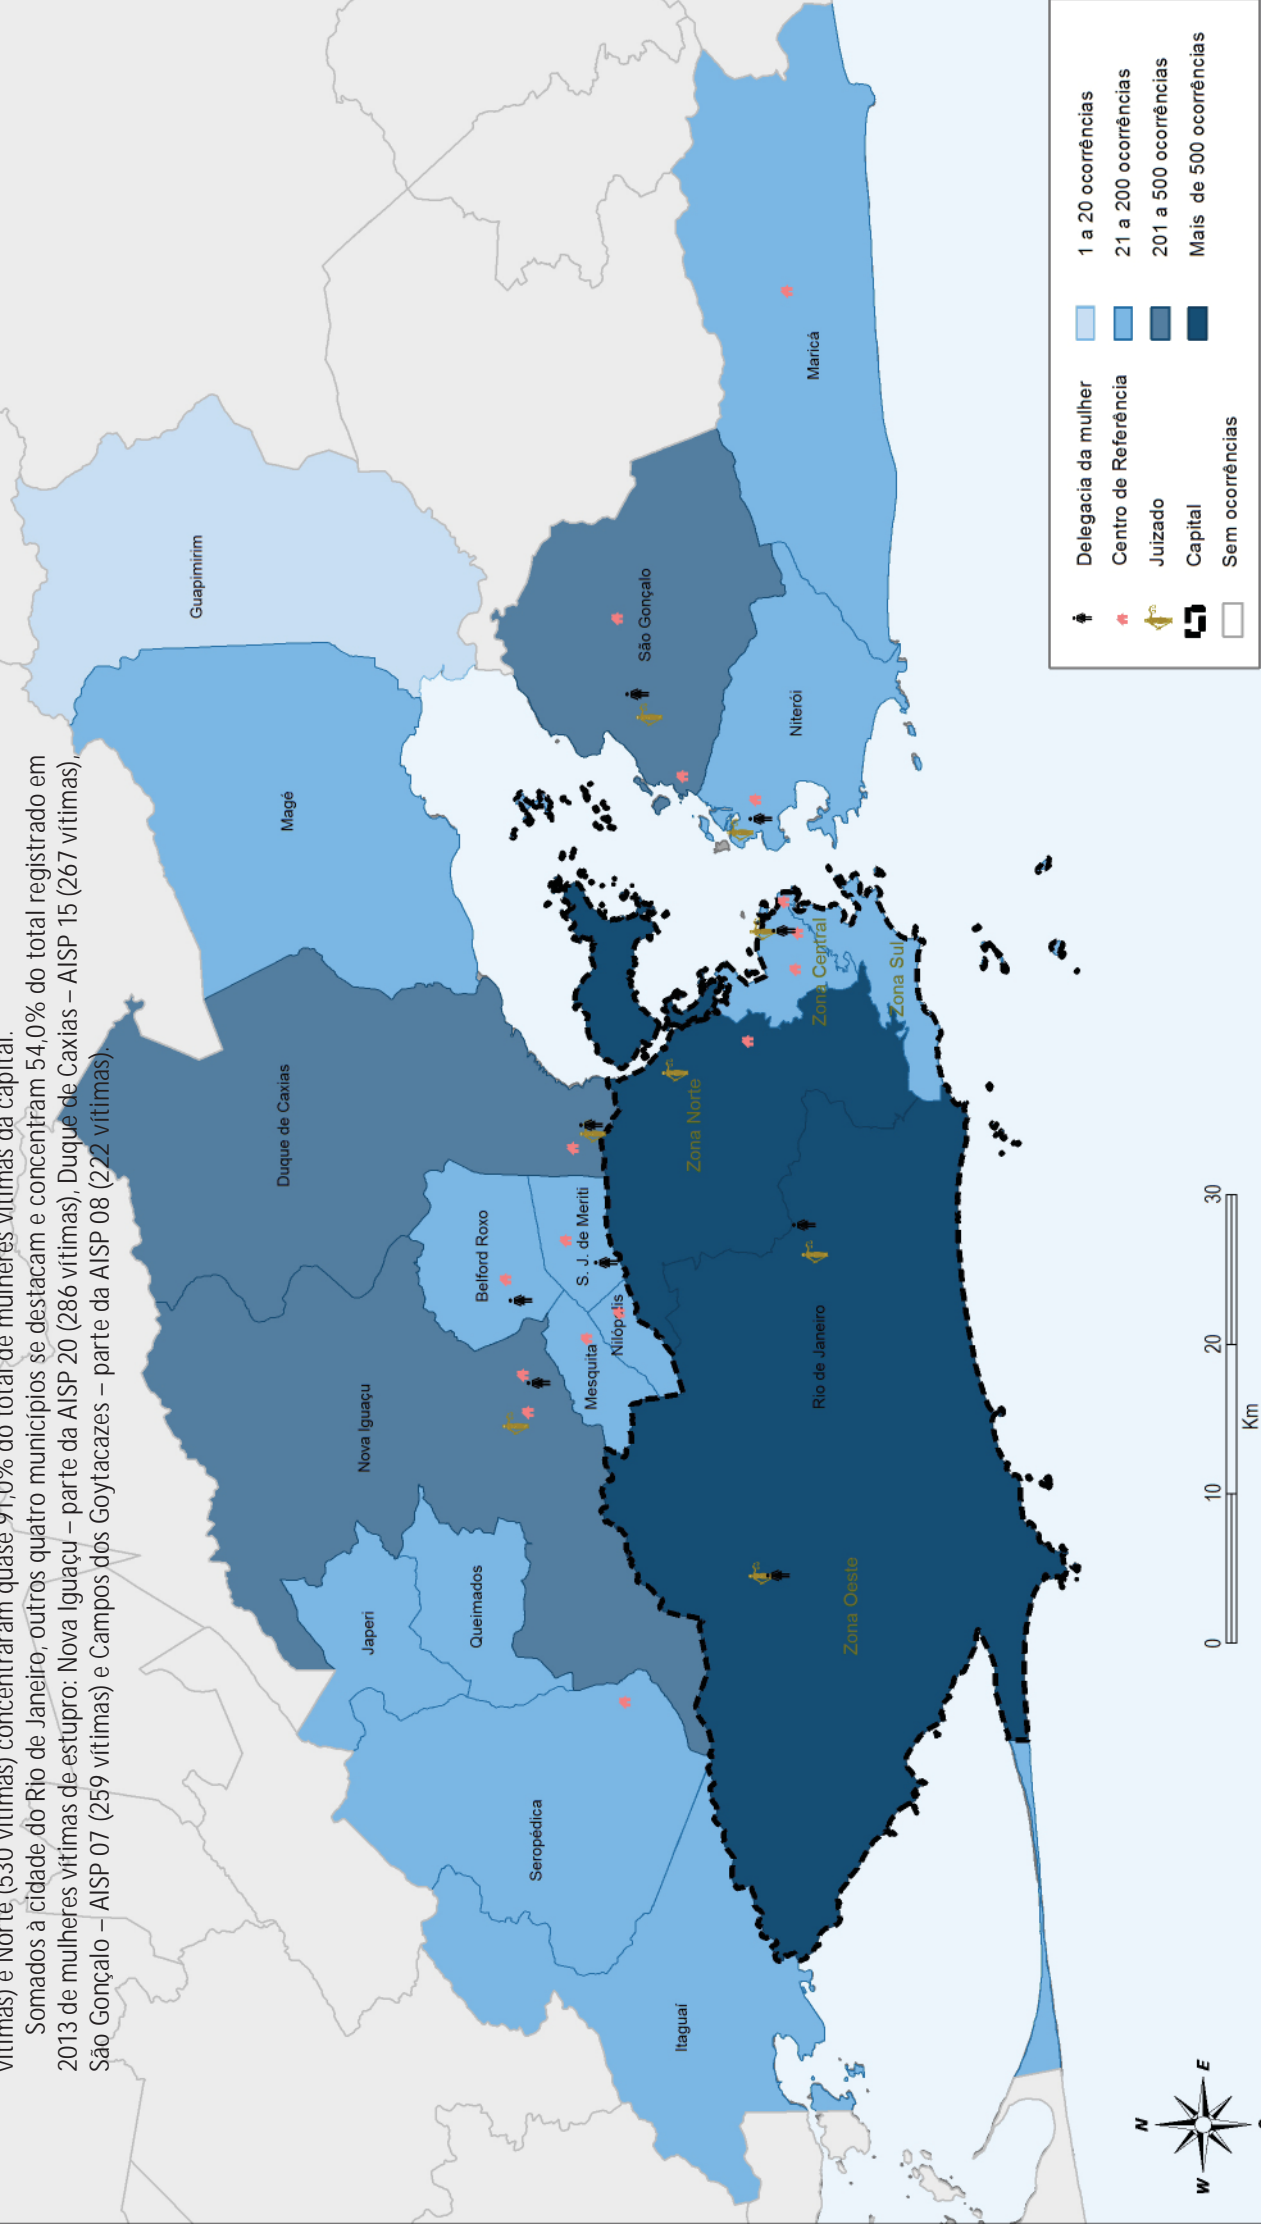 vítimas) e Norte (530 vítimas) concentraram quase 91,0% do total de mulheres vítimas da capital.
Somados à cidade do Rio de Janeiro, outros quatro municípios se destacam e concentram 54,0% do total registrado em
2013 de mulheres vítimas de estupro: Nova Iguaçu – parte da AISP 20 (286 vítimas), Duque de Caxias – AISP 15 (267 vítimas),
São Gonçalo – AISP 07 (259 vítimas) e Campos dos Goytacazes – parte da AISP 08 (222 vítimas).
Guapimirim
Magé
Duque de Caxias
Nova Iguaçu
Japeri
Queimados
Belford Roxo
S. J. de Meriti
Mesquita
Nilópolis
Seropédica
Itaguaí
São Gonçalo
Niterói
Maricá
Zona Norte
Zona Central
Zona Sul
Rio de Janeiro
Zona Oeste
N
W
E
0
10
20
30
Km
Delegacia da mulher
Centro de Referência
Juizado
Capital
Sem ocorrências
1 a 20 ocorrências
21 a 200 ocorrências
201 a 500 ocorrências
Mais de 500 ocorrências